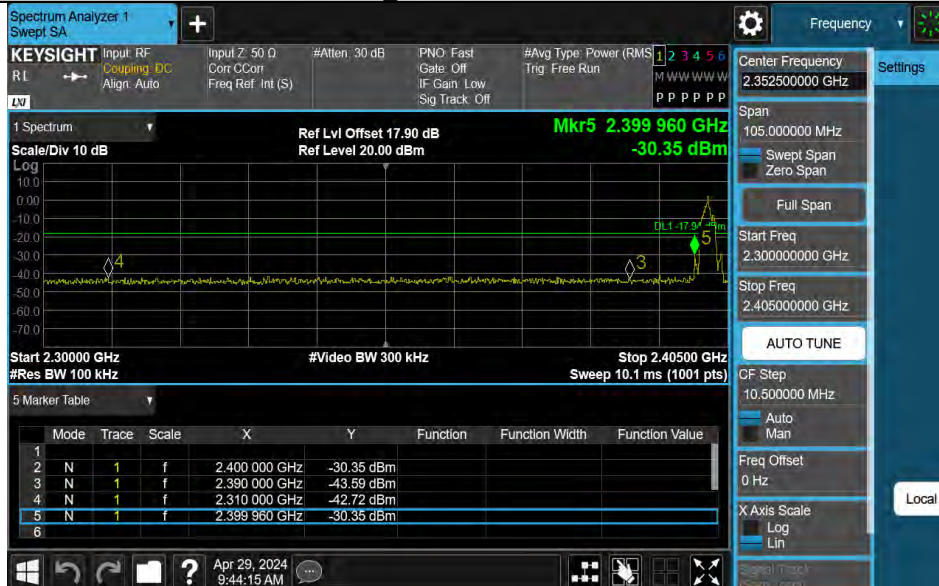 Spectrum Analyzer 1
Swept SA
+
Frequency
KEYSIGHT
RL
LXI
Input: RF
Coupling: DC
Align: Auto
Input Z: 50 Ω
Corr CCorr
Freq Ref: Int (S)
#Atten: 30 dB
PNO: Fast
Gate: Off
IF Gain: Low
Sig Track: Off
#Avg Type: Power (RMS
Trig: Free Run
1 2 3 4 5 6
M W W W W W
P P P P P P
Center Frequency
2.352500000 GHz
Settings
1 Spectrum
Scale/Div 10 dB
Ref Lvl Offset 17.90 dB
Ref Level 20.00 dBm
Mkr5 2.399 960 GHz
-30.35 dBm
Log
10.0
0.00
-10.0
-20.0
-30.0
-40.0
-50.0
-60.0
-70.0
4
3
5
Start 2.30000 GHz
#Res BW 100 kHz
#Video BW 300 kHz
Stop 2.40500 GHz
Sweep 10.1 ms (1001 pts)
Span
105.000000 MHz
Swept Span
Zero Span
Full Span
Start Freq
2.300000000 GHz
Stop Freq
2.405000000 GHz
AUTO TUNE
CF Step
10.500000 MHz
Auto
Man
Freq Offset
0 Hz
X Axis Scale
Log
Lin
Signal Track
Local
5 Marker Table
Mode Trace Scale X Y Function Function Width Function Value
1
2 N 1 f 2.400 000 GHz -30.35 dBm
3 N 1 f 2.390 000 GHz -43.59 dBm
4 N 1 f 2.310 000 GHz -42.72 dBm
5 N 1 f 2.399 960 GHz -30.35 dBm
6
?
Apr 29, 2024
9:44:15 AM